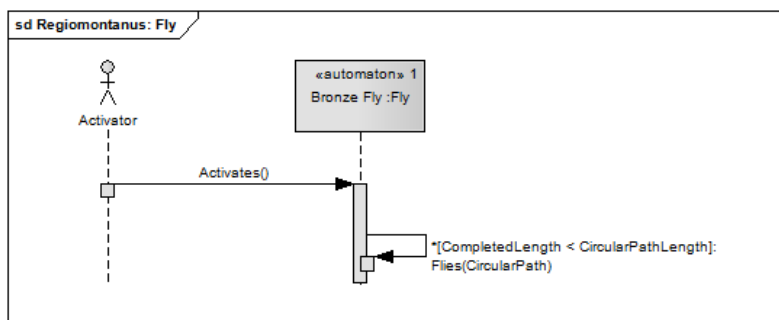 sd Regiomontanus: Fly
«automaton» 1
Bronze Fly :Fly
Activator
Activates()
*[CompletedLength < CircularPathLength]:
Flies(CircularPath)